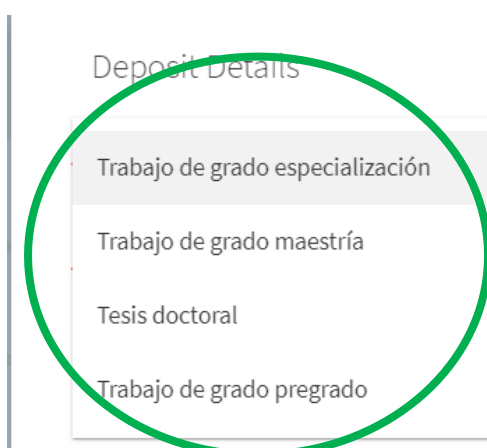 Deposit Details
Trabajo de grado especialización
Trabajo de grado maestría
Tesis doctoral
Trabajo de grado pregrado